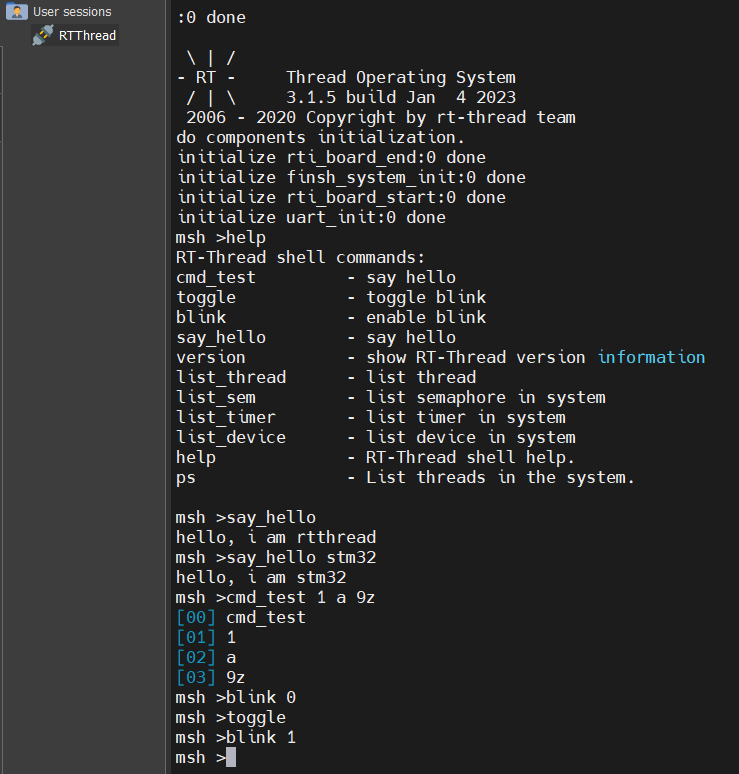 User sessions
RTThread
:0 done
 \ | /
- RT -     Thread Operating System
 / | \     3.1.5 build Jan  4 2023
 2006 - 2020 Copyright by rt-thread team
do components initialization.
initialize rti_board_end:0 done
initialize finsh_system_init:0 done
initialize rti_board_start:0 done
initialize uart_init:0 done
msh >help
RT-Thread shell commands:
cmd_test         - say hello
toggle           - toggle blink
blink            - enable blink
say_hello        - say hello
version          - show RT-Thread version information
list_thread      - list thread
list_sem         - list semaphore in system
list_timer       - list timer in system
list_device      - list device in system
help             - RT-Thread shell help.
ps               - List threads in the system.
msh >say_hello
hello, i am rtthread
msh >say_hello stm32
hello, i am stm32
msh >cmd_test 1 a 9z
[00] cmd_test
[01] 1
[02] a
[03] 9z
msh >blink 0
msh >toggle
msh >blink 1
msh >